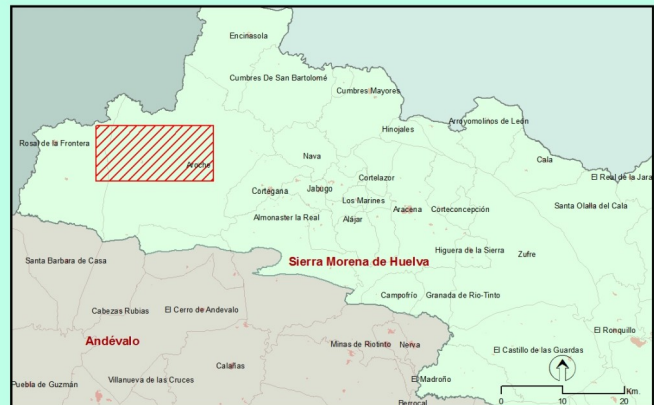 Encinasola
Cumbres De San Bartolomé
Cumbres Mayores
Arroyomolinos de León
Hinojales
Rosal de la Frontera
Nava
Cala
Aroche
El Real de la Jara
Cortelazor
Cortegana
Jabugo
Los Marines
Santa Olalla del Cala
Aracena
Corteconcepción
Almonaster la Real
Alájar
Higuera de la Sierra
Zufre
Santa Barbara de Casa
Sierra Morena de Huelva
Campofrío
Granada de Rio-Tinto
Cabezas Rubias
El Cerro de Andevalo
El Ronquillo
Andévalo
Minas de Riotinto
Nerva
El Castillo de las Guardas
Calañas
El Madroño
Puebla de Guzmán
Villanueva de las Cruces
Berrocal
Km.
0 10 20